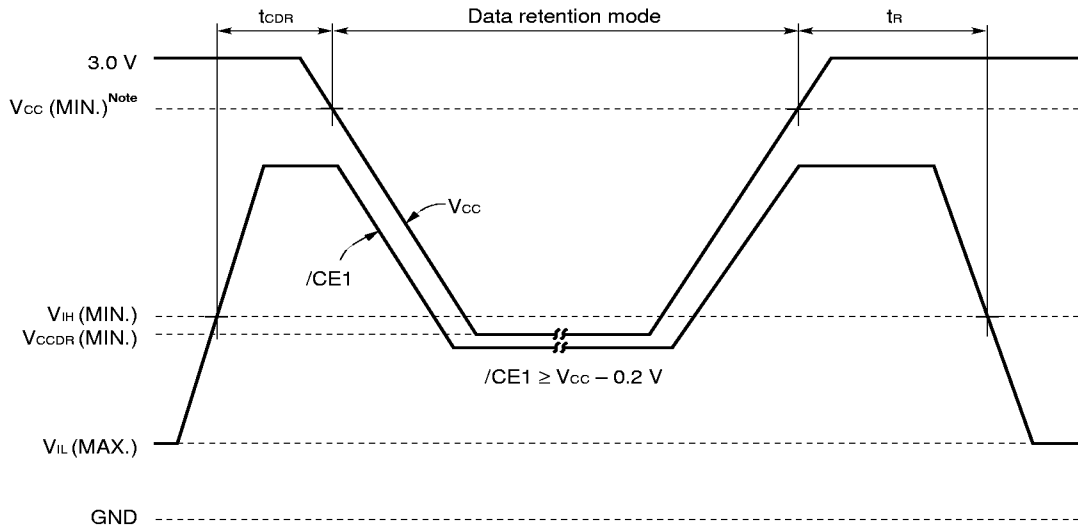 tCDR
Data retention mode
tR
3.0 V
VCC (MIN.)Note
VCC
/CE1
VIH (MIN.)
VCCDR (MIN.)
/CE1 ≥ VCC – 0.2 V
VIL (MAX.)
GND